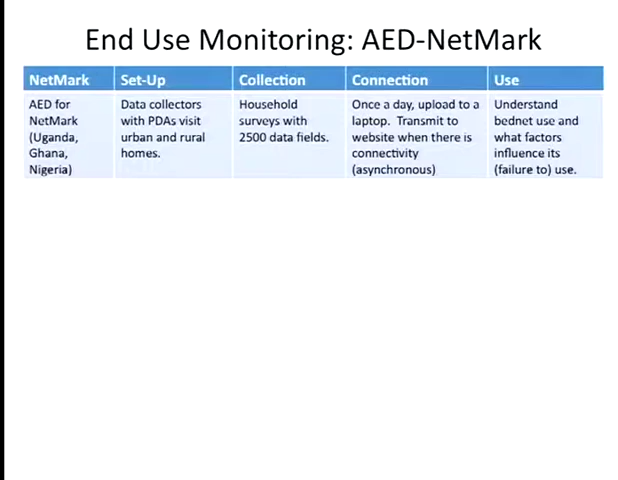 End Use Monitoring: AED-NetMark
NetMark
Set-Up
Collection
Connection
Use
AED for
NetMark
(Uganda,
Ghana,
Nigeria)
Data collectors
with PDAs visit
urban and rural
homes.
Household
surveys with
2500 data fields.
Once a day, upload to a
laptop.  Transmit to
website when there is
connectivity
(asynchronous)
Understand
bednet use and
what factors
influence its
(failure to) use.